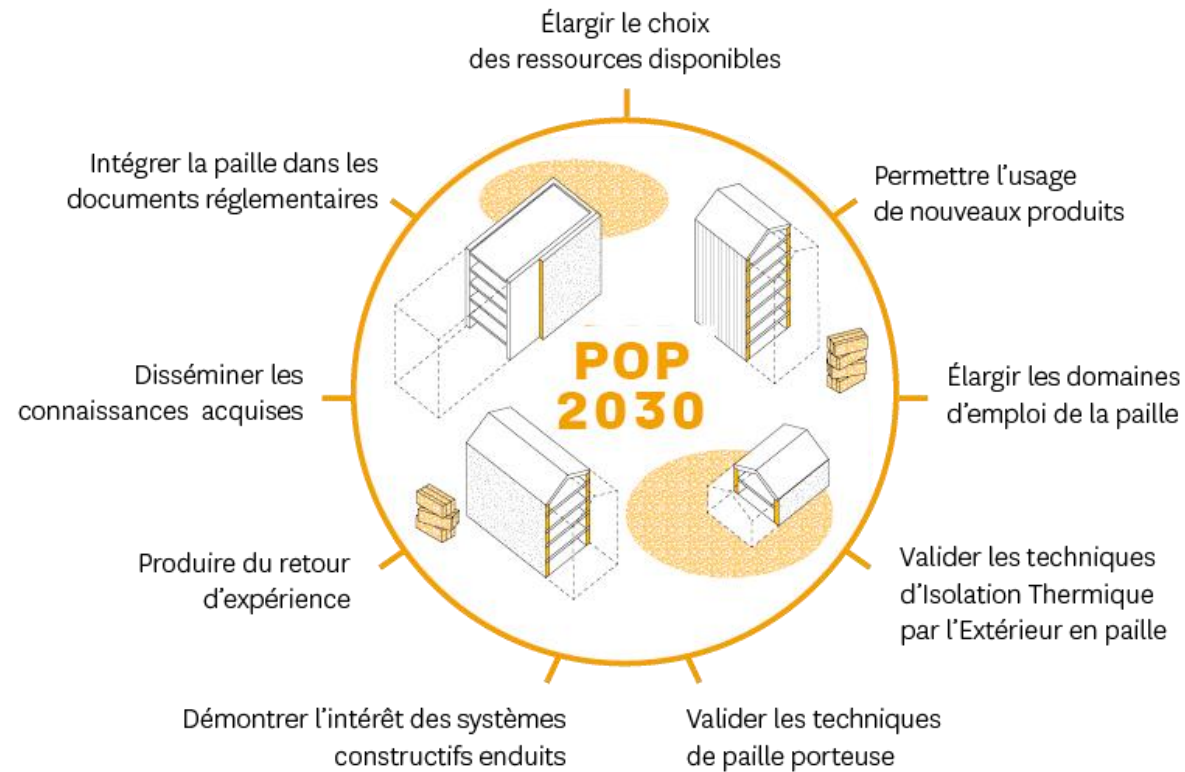 Élargir le choix
des ressources disponibles
Permettre l'usage
de nouveaux produits
Élargir les domaines
d'emploi de la paille
Valider les techniques
d'Isolation Thermique
par l'Extérieur en paille
Valider les techniques
de paille porteuse
Démontrer l'intérêt des systèmes
constructifs enduits
Produire du retour
d'expérience
Disséminer les
connaissances acquises
Intégrer la paille dans les
documents réglementaires
POP
2030